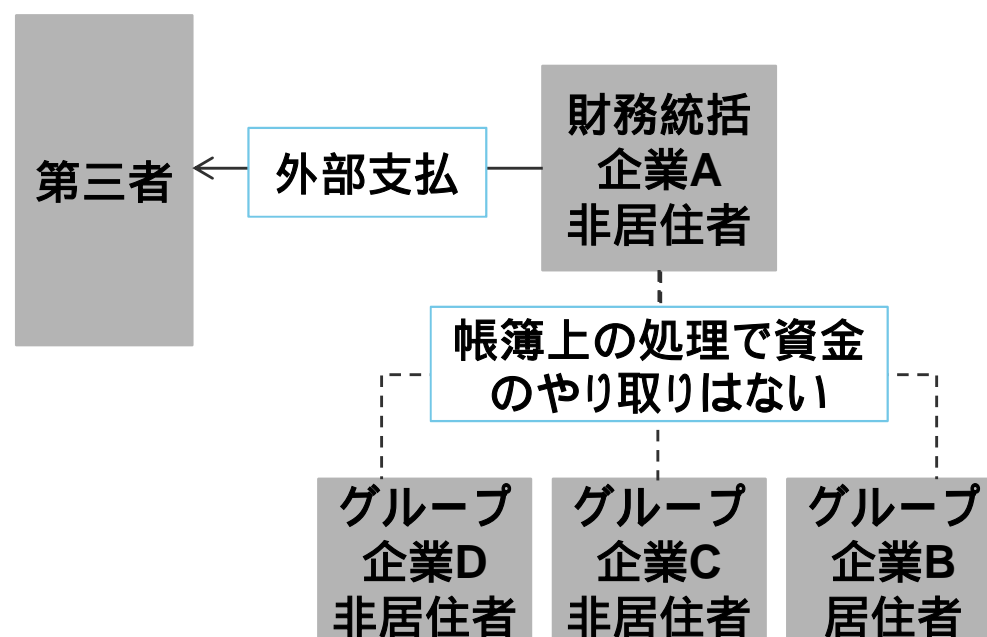 第三者
外部支払
財務統括
企業A
非居住者
帳簿上の処理で資金
のやり取りはない
グループ
企業D
非居住者
グループ
企業C
非居住者
グループ
企業B
居住者